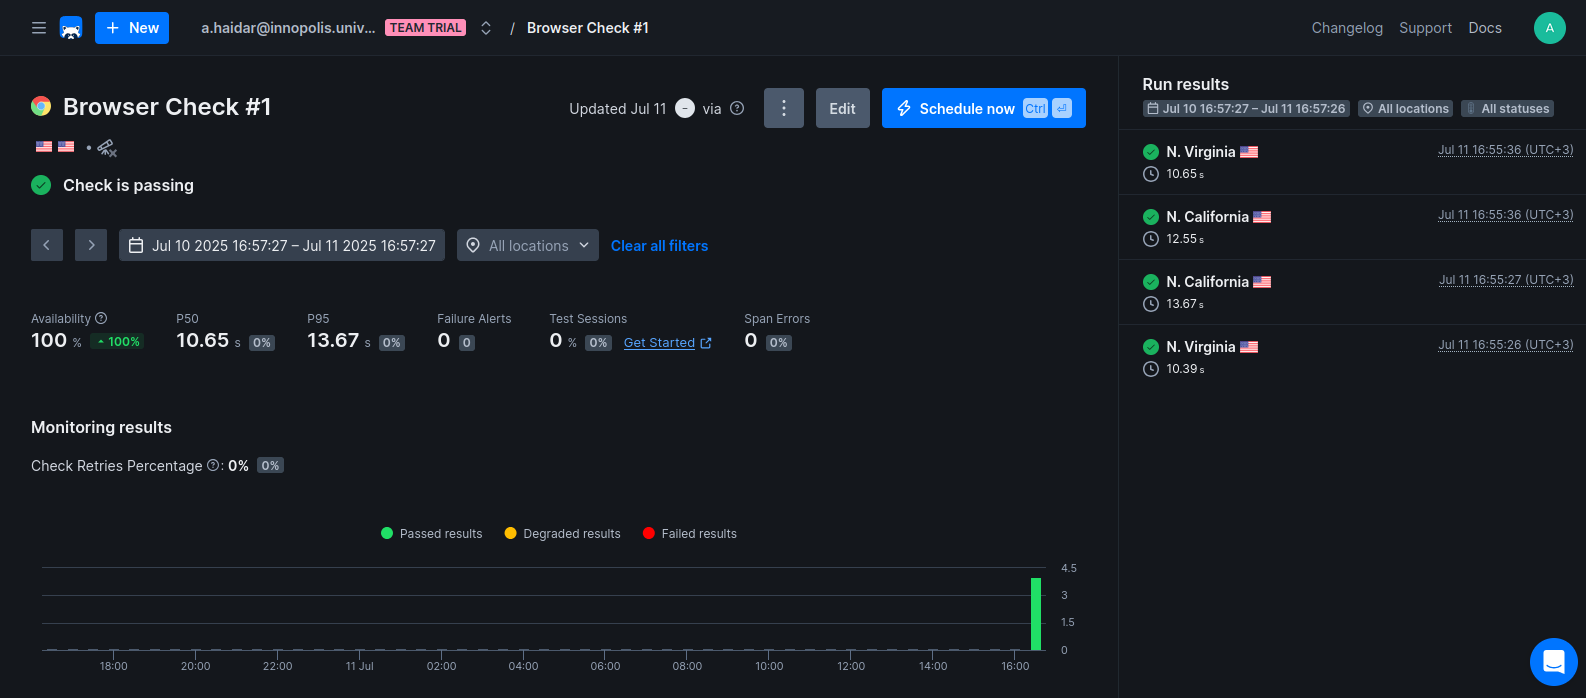 New
a.haidar@innopolis.univ... TEAM TRIAL / Browser Check #1
Changelog Support Docs A
Browser Check #1
Updated Jul 11 - via
Edit
Schedule now Ctrl ⏎
Check is passing
Jul 10 2025 16:57:27 – Jul 11 2025 16:57:27
All locations
Clear all filters
Availability
100 % 100%
P50
10.65 s 0%
P95
13.67 s 0%
Failure Alerts
0 0
Test Sessions
0 % 0% Get Started
Span Errors
0 0%
Monitoring results
Check Retries Percentage : 0% 0%
Passed results Degraded results Failed results
4.5
3
1.5
0
18:00 20:00 22:00 11 Jul 02:00 04:00 06:00 08:00 10:00 12:00 14:00 16:00
Run results
Jul 10 16:57:27 – Jul 11 16:57:26 All locations All statuses
N. Virginia Jul 11 16:55:36 (UTC+3)
10.65 s
N. California Jul 11 16:55:36 (UTC+3)
12.55 s
N. California Jul 11 16:55:27 (UTC+3)
13.67 s
N. Virginia Jul 11 16:55:26 (UTC+3)
10.39 s